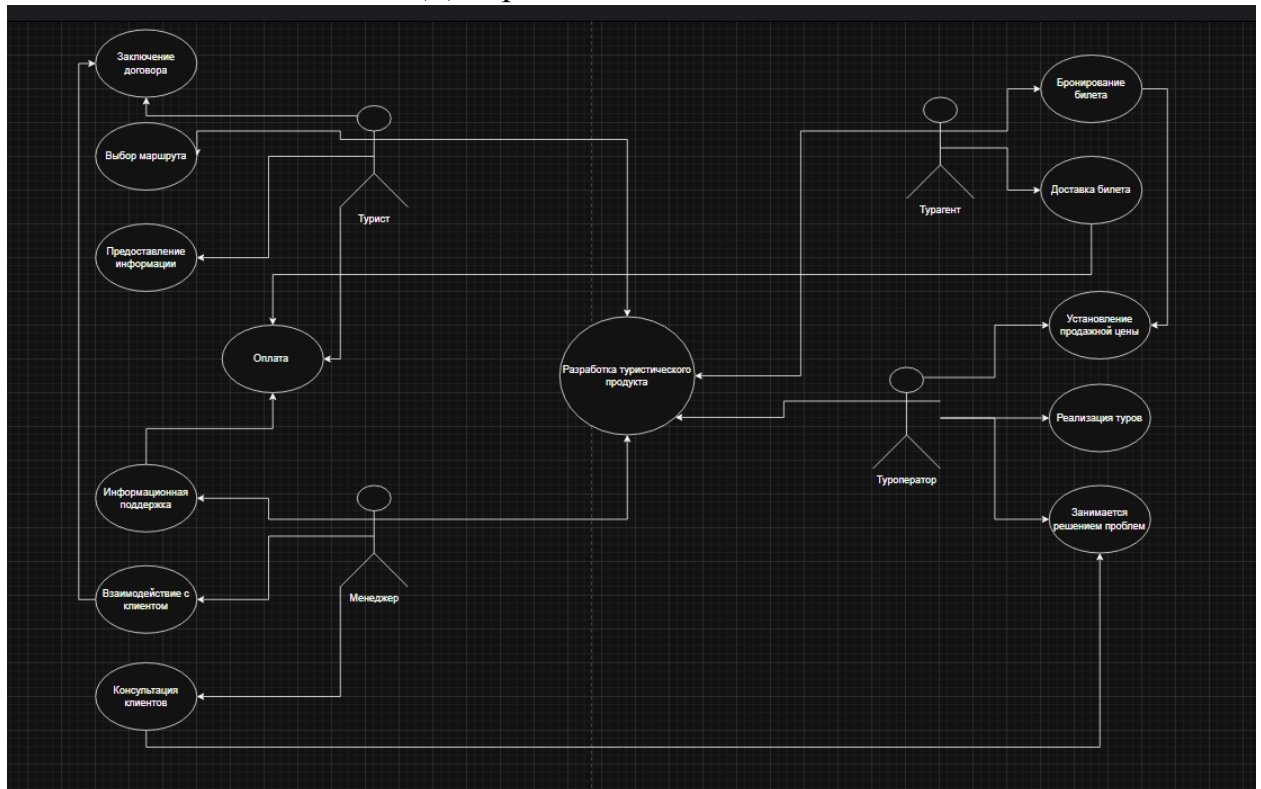 Заключение
договора
Бронирование
билета
Выбор маршрута
Доставка билета
Турист
Турагент
Предоставление
информации
Установление
продажной цены
Оплата
Разработка туристического
продукта
Реализация туров
Туроператор
Информационная
поддержка
Занимается
решением проблем
Взаимодействие с
клиентом
Менеджер
Консультация
клиентов